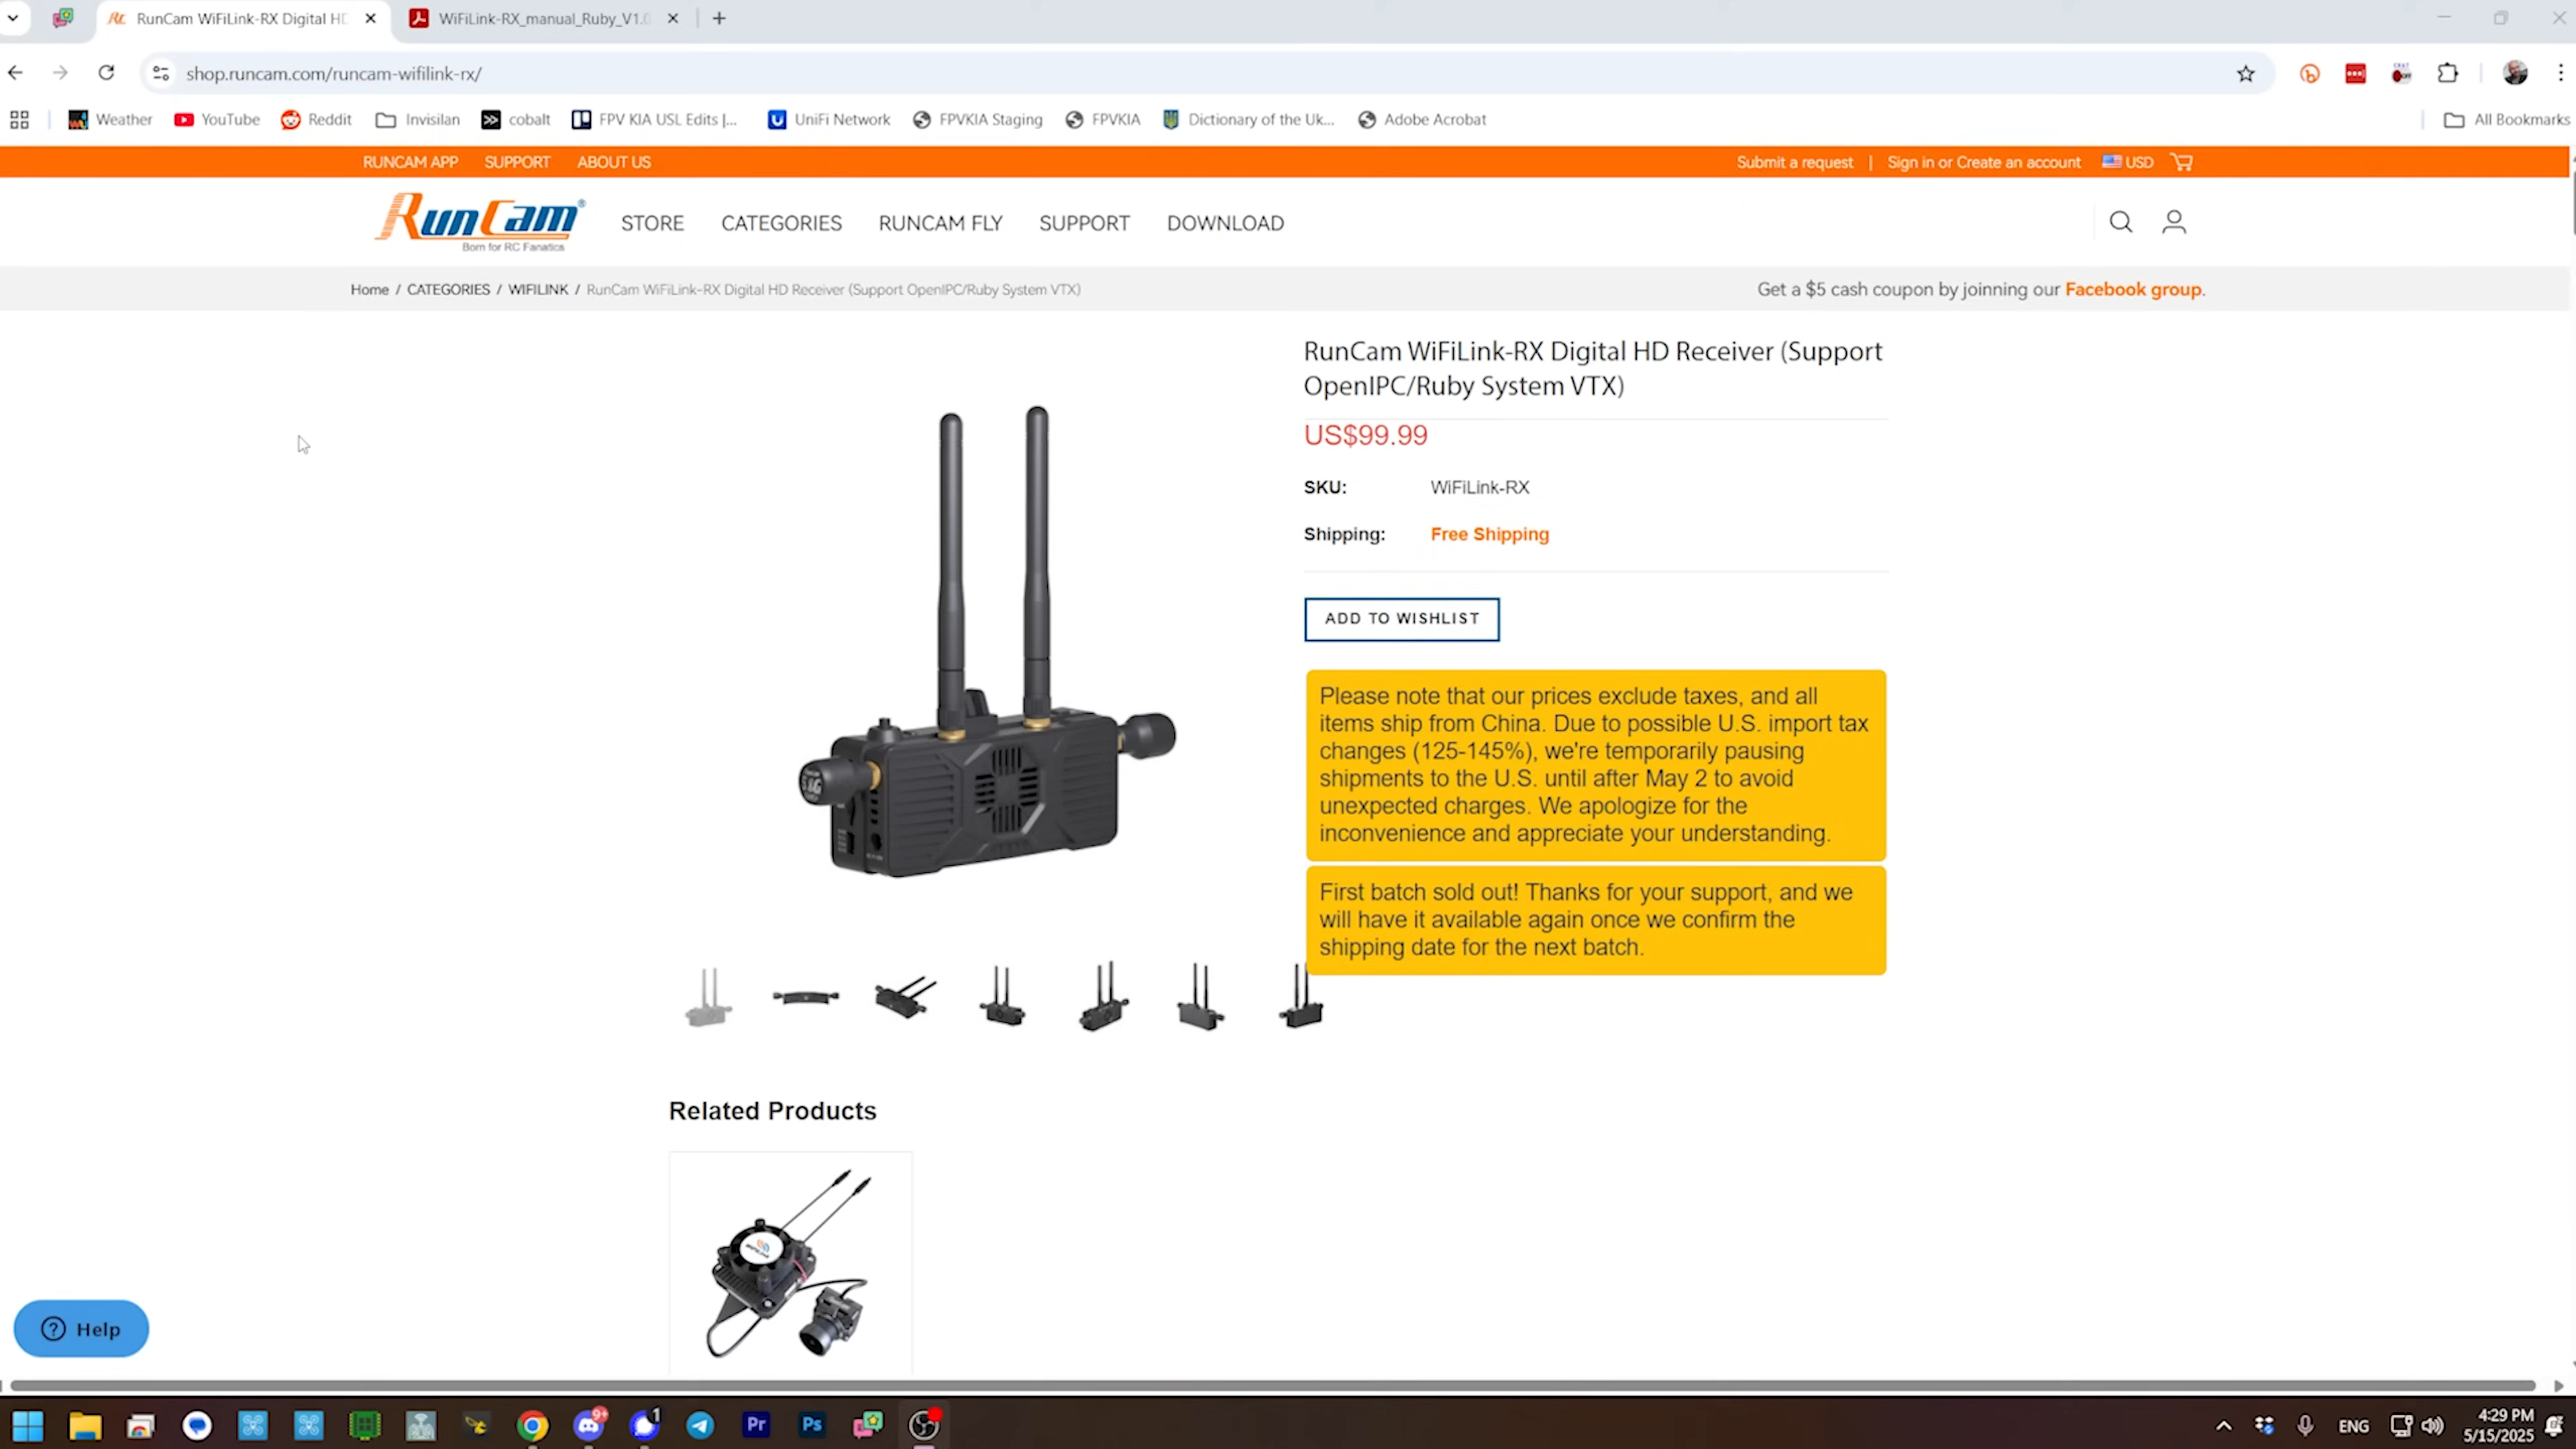 RunCam WiFiLink-RX Digital HD
WiFiLink-RX_manual_Ruby_V1.0
shop.runcam.com/runcam-wifilink-rx/
Weather
YouTube
Reddit
Invisilan
cobalt
FPV KIA USL Edits |...
UniFi Network
FPVKIA Staging
FPVKIA
Dictionary of the Uk...
Adobe Acrobat
All Bookmarks
RUNCAM APP SUPPORT ABOUT US
Submit a request | Sign in or Create an account USD
RunCam®
Born for RC Fanatics
STORE CATEGORIES RUNCAM FLY SUPPORT DOWNLOAD
Home / CATEGORIES / WIFILINK / RunCam WiFiLink-RX Digital HD Receiver (Support OpenIPC/Ruby System VTX)
Get a $5 cash coupon by joinning our Facebook group.
RunCam WiFiLink-RX Digital HD Receiver (Support
OpenIPC/Ruby System VTX)
US$99.99
SKU: WiFiLink-RX
Shipping: Free Shipping
ADD TO WISHLIST
Please note that our prices exclude taxes, and all
items ship from China. Due to possible U.S. import tax
changes (125-145%), we're temporarily pausing
shipments to the U.S. until after May 2 to avoid
unexpected charges. We apologize for the
inconvenience and appreciate your understanding.
First batch sold out! Thanks for your support, and we
will have it available again once we confirm the
shipping date for the next batch.
Related Products
Help
9+
1
Pr
Ps
ENG
4:29 PM
5/15/2025